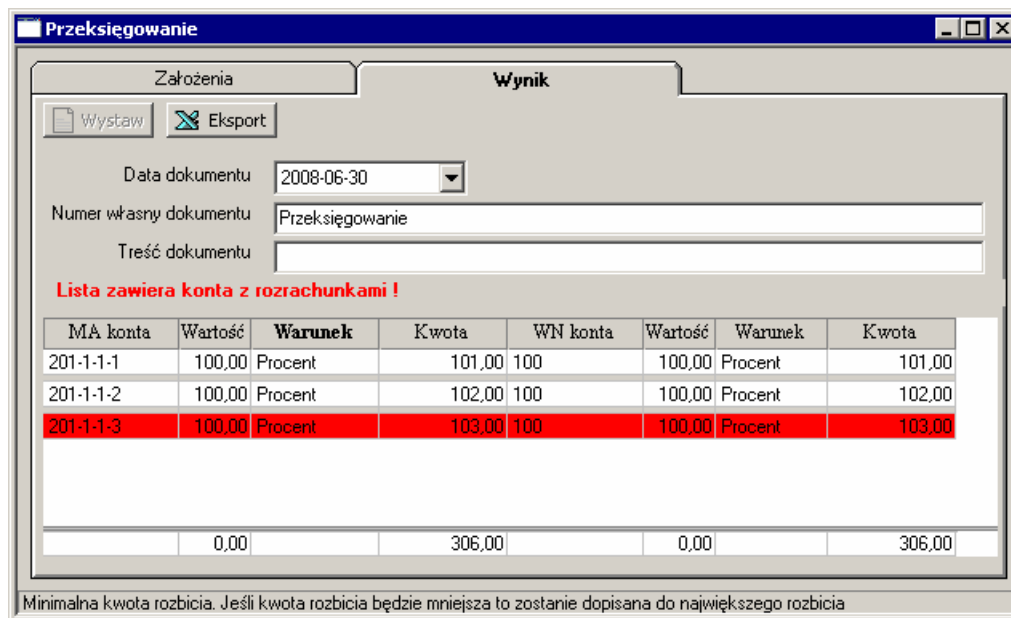 Przeksięgowanie
Założenia Wynik
Wystaw Eksport
Data dokumentu 2008-06-30
Numer własny dokumentu Przeksięgowanie
Treść dokumentu
Lista zawiera konta z rozrachunkami !
MA konta Wartość Warunek Kwota WN konta Wartość Warunek Kwota
201-1-1-1 100,00 Procent 101,00 100 100,00 Procent 101,00
201-1-1-2 100,00 Procent 102,00 100 100,00 Procent 102,00
201-1-1-3 100,00 Procent 103,00 100 100,00 Procent 103,00
0,00 306,00 0,00 306,00
Minimalna kwota rozbicia. Jeśli kwota rozbicia będzie mniejsza to zostanie dopisana do największego rozbicia